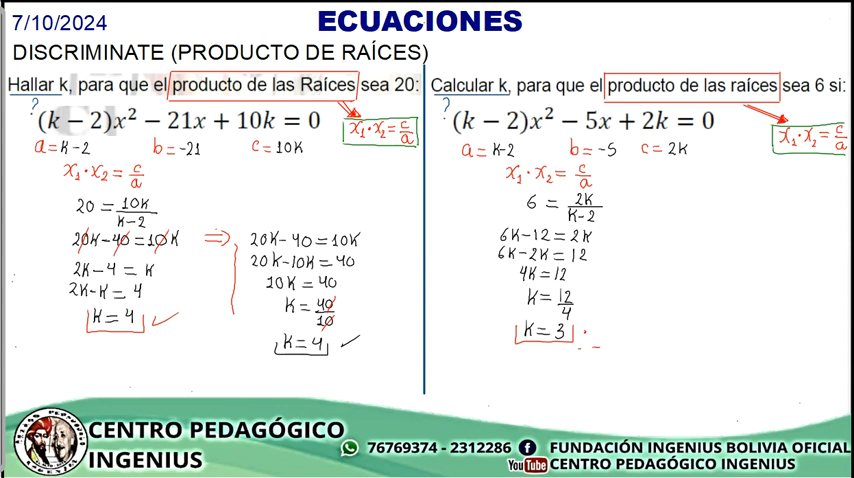 7/10/2024
ECUACIONES
DISCRIMINATE (PRODUCTO DE RAÍCES)
Hallar k, para que el producto de las Raíces sea 20:
?
(k − 2)x² − 21x + 10k = 0
x₁·x₂ = c/a
a = K-2 b = -21 c = 10K
x₁·x₂ = c/a
20 = 10K/(K-2)
20K-40 = 10K
2K-4 = K
2K-K = 4
K = 4
⇒
20K-40 = 10K
20K-10K = 40
10K = 40
K = 40/10
K = 4
Calcular k, para que el producto de las raíces sea 6 si:
?
(k − 2)x² − 5x + 2k = 0
x₁·x₂ = c/a
a = K-2 b = -5 c = 2K
x₁·x₂ = c/a
6 = 2K/(K-2)
6K-12 = 2K
6K-2K = 12
4K = 12
K = 12/4
K = 3
CENTRO PEDAGÓGICO
INGENIUS
76769374 - 2312286
FUNDACIÓN INGENIUS BOLIVIA OFICIAL
YouTube CENTRO PEDAGÓGICO INGENIUS